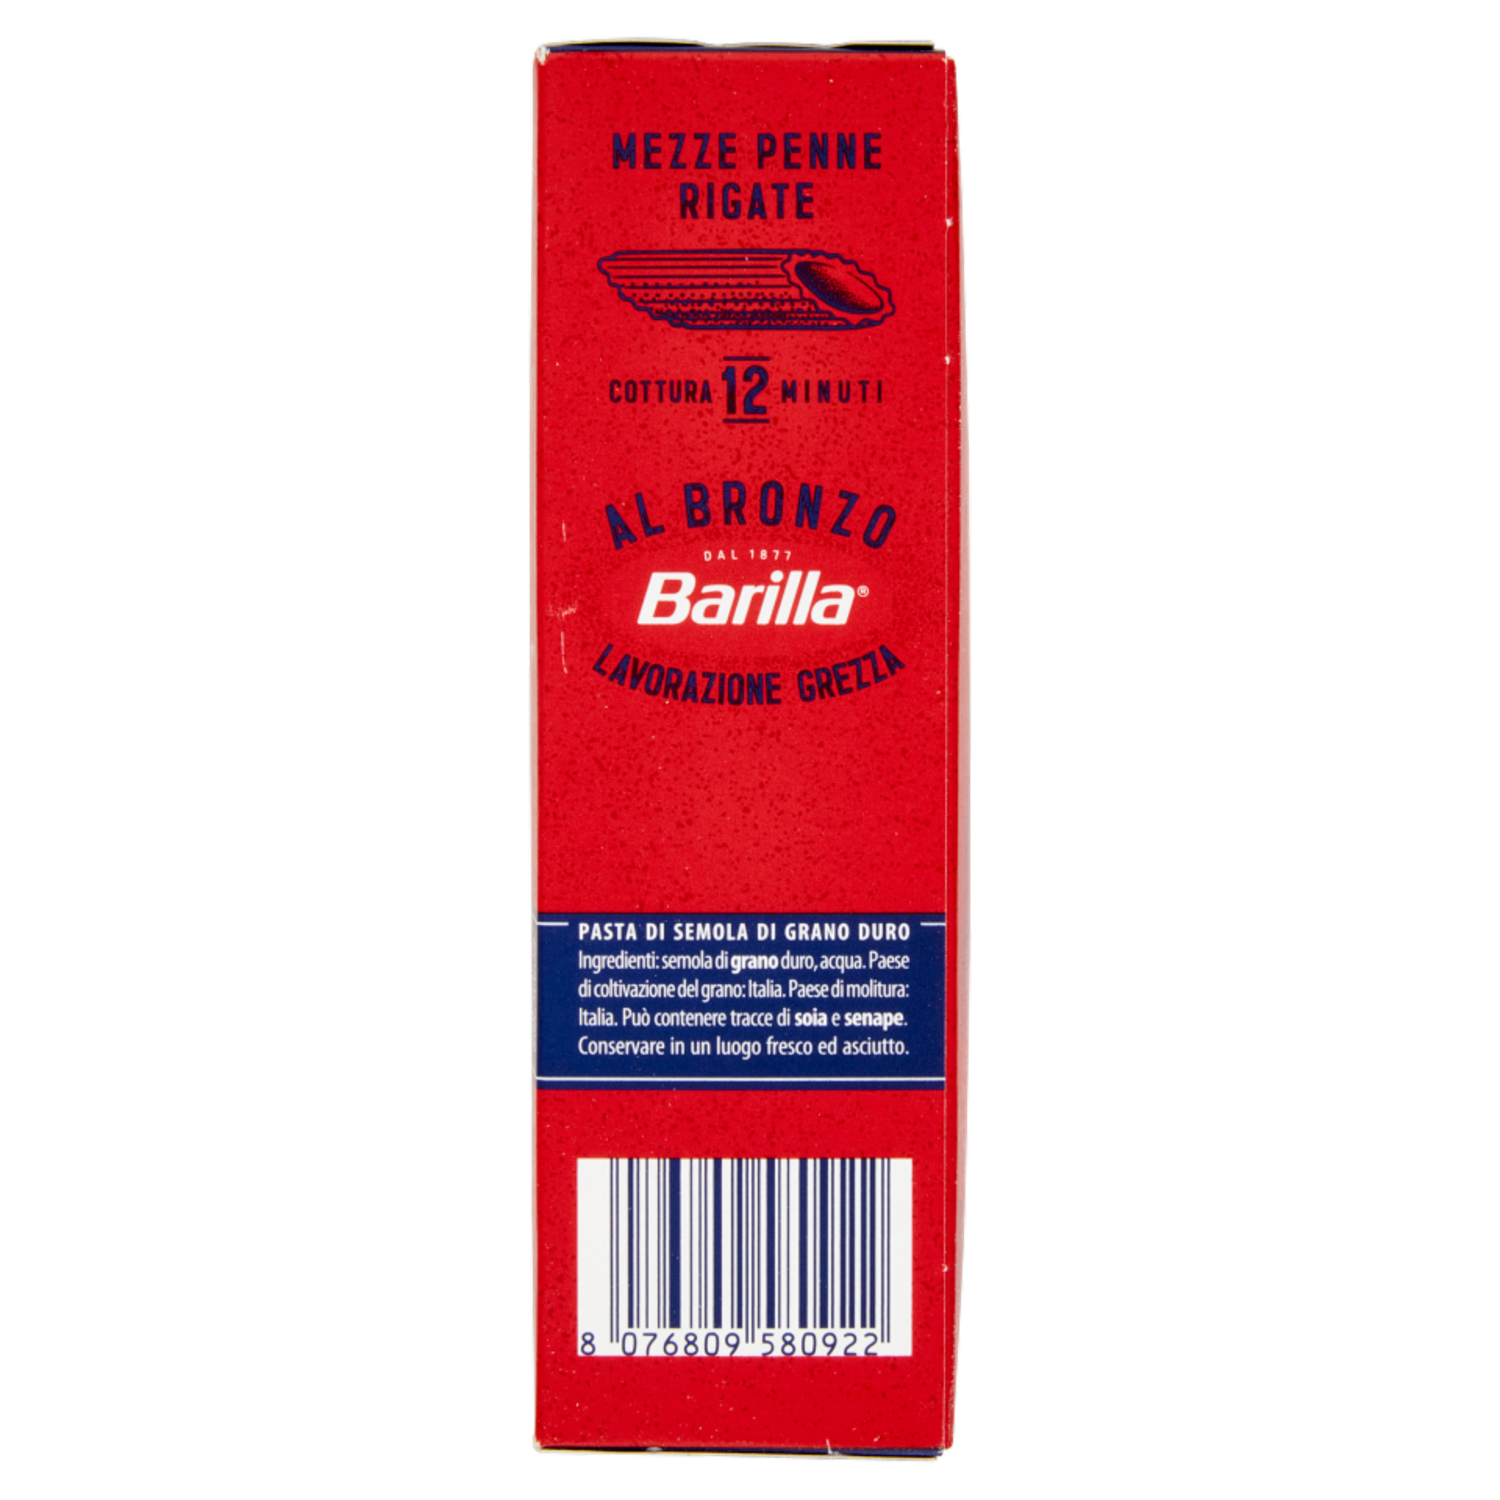 MEZZE PENNE
RIGATE
COTTURA 12 MINUTI
AL BRONZO
DAL 1877
Barilla®
LAVORAZIONE GREZZA
PASTA DI SEMOLA DI GRANO DURO
Ingredienti: semola di grano duro, acqua. Paese
di coltivazione del grano: Italia. Paese di molitura:
Italia. Può contenere tracce di soia e senape.
Conservare in un luogo fresco ed asciutto.
8 076809 580922